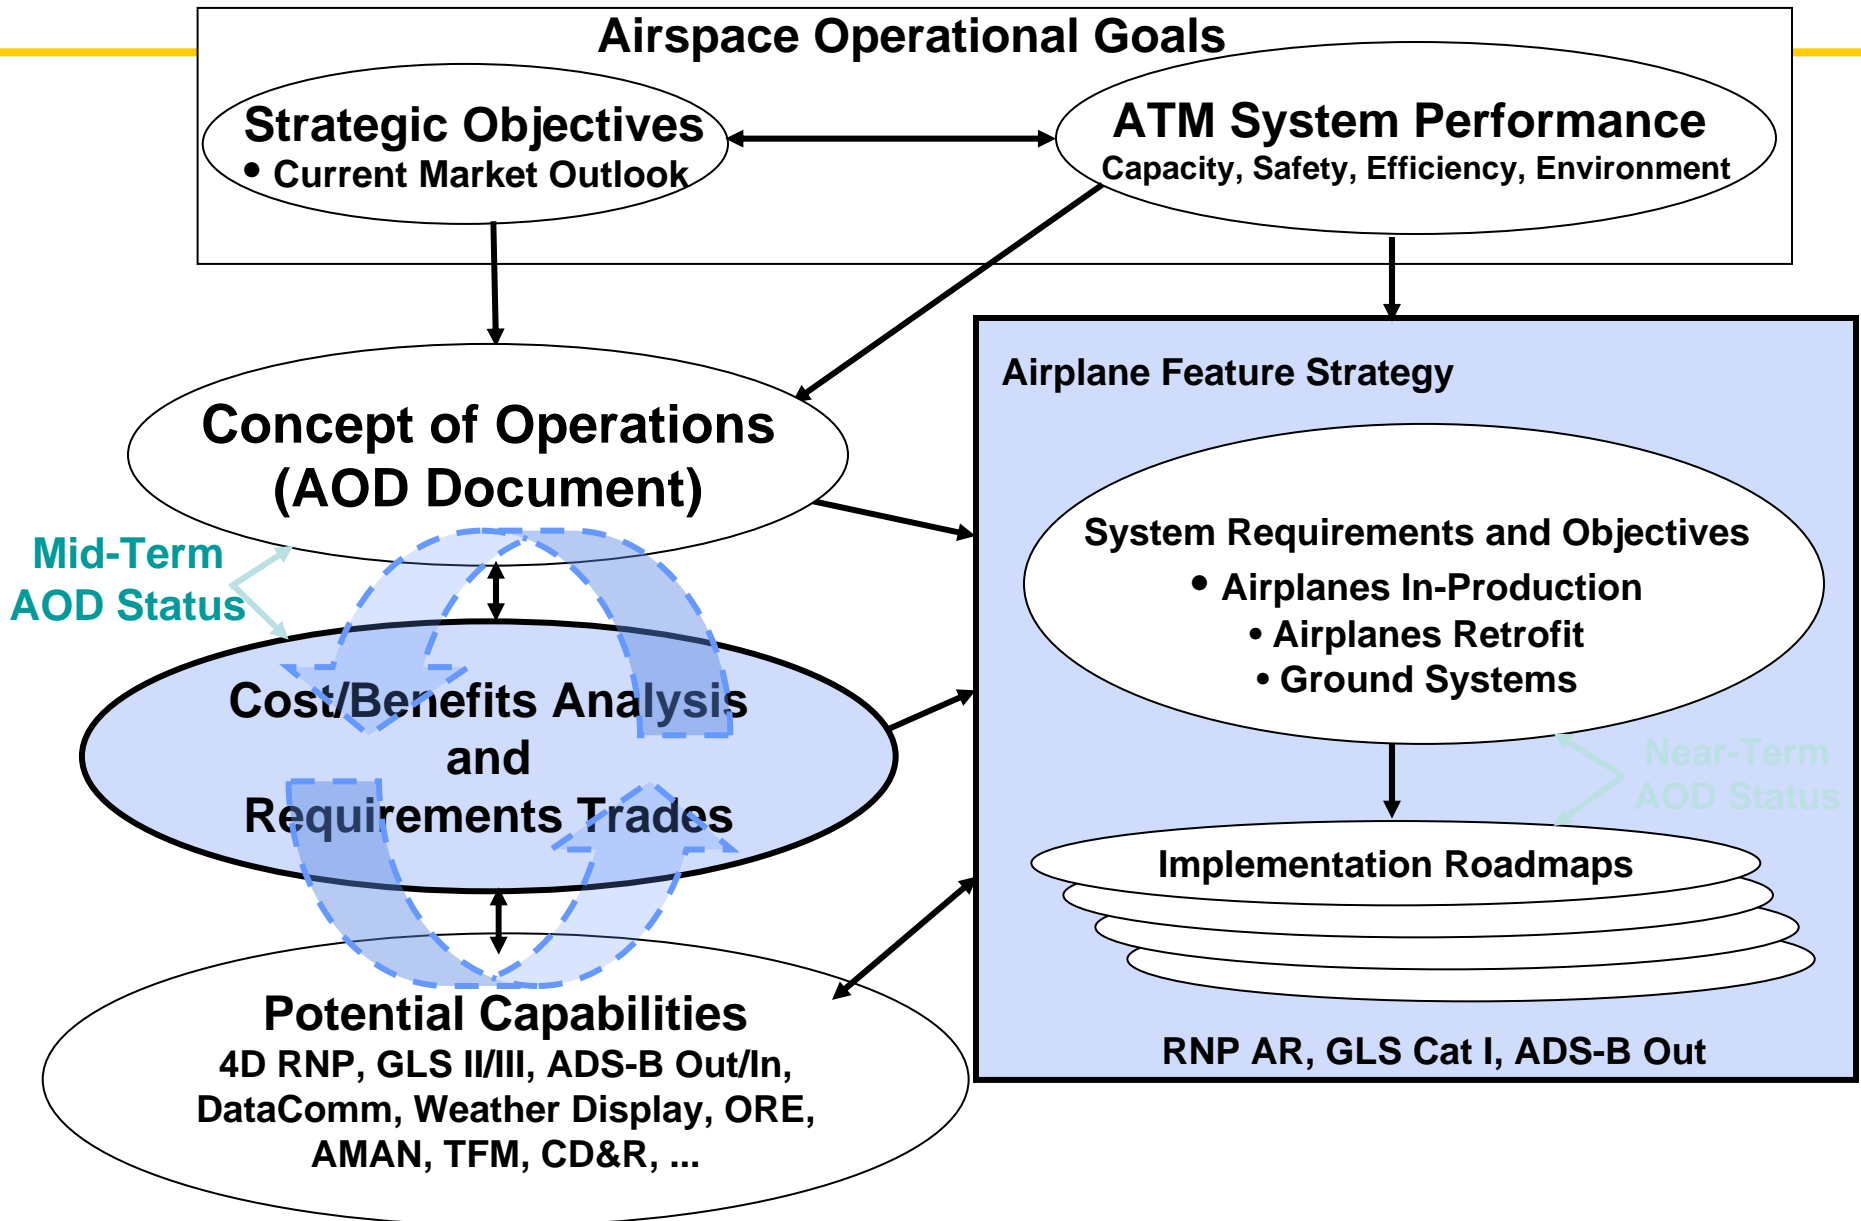 Airspace Operational Goals
Strategic Objectives
• Current Market Outlook
ATM System Performance
Capacity, Safety, Efficiency, Environment
Concept of Operations
(AOD Document)
Mid-Term
AOD Status
Cost/Benefits Analysis
and
Requirements Trades
Potential Capabilities
4D RNP, GLS II/III, ADS-B Out/In,
DataComm, Weather Display, ORE,
AMAN, TFM, CD&R, ...
Airplane Feature Strategy
System Requirements and Objectives
• Airplanes In-Production
• Airplanes Retrofit
• Ground Systems
Near-Term
AOD Status
Implementation Roadmaps
RNP AR, GLS Cat I, ADS-B Out